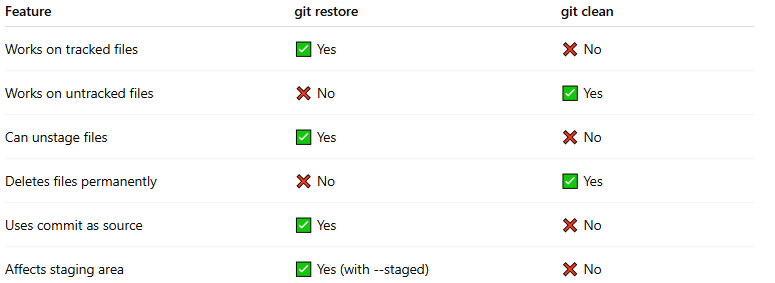 Feature git restore git clean
Works on tracked files ✅ Yes ❌ No
Works on untracked files ❌ No ✅ Yes
Can unstage files ✅ Yes ❌ No
Deletes files permanently ❌ No ✅ Yes
Uses commit as source ✅ Yes ❌ No
Affects staging area ✅ Yes (with --staged) ❌ No